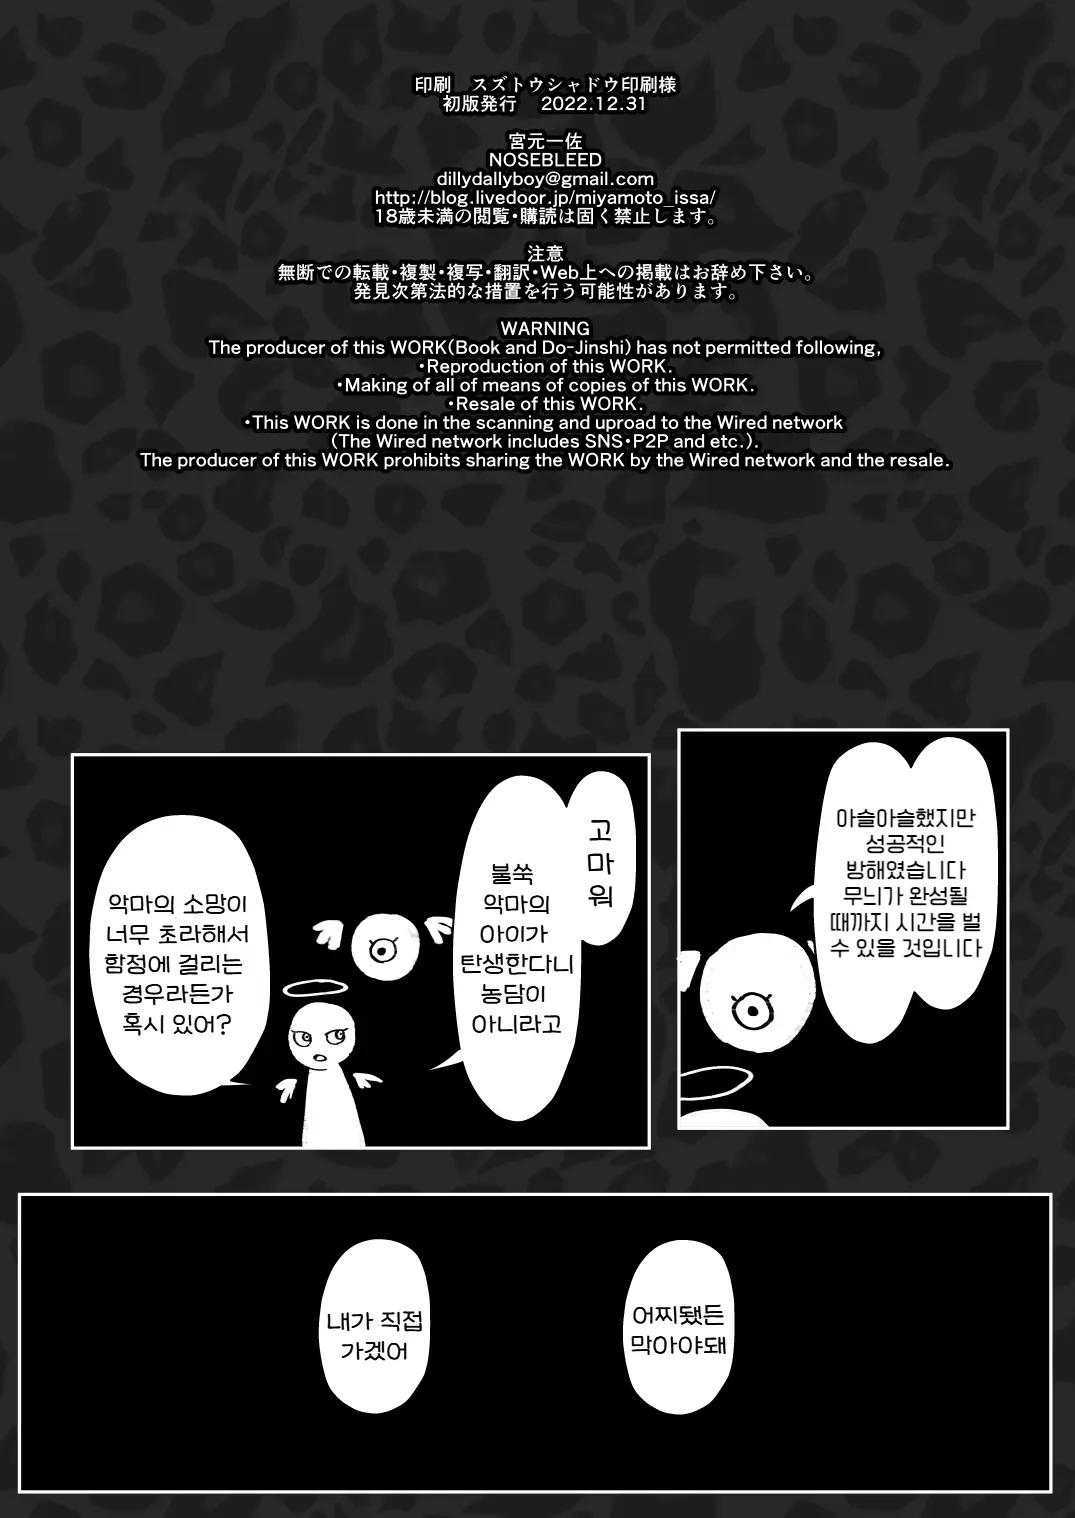 印刷　スズトウシャドウ印刷様
初版発行　2022.12.31
宮元一佐
NOSEBLEED
dillydallyboy@gmail.com
http://blog.livedoor.jp/miyamoto_issa/
18歳未満の閲覧・購読は固く禁止します。
注意
無断での転載・複製・複写・翻訳・Web上への掲載はお辞め下さい。
発見次第法的な措置を行う可能性があります。
WARNING
The producer of this WORK(Book and Do-Jinshi) has not permitted following,
・Reproduction of this WORK.
・Making of all of means of copies of this WORK.
・Resale of this WORK.
・This WORK is done in the scanning and uproad to the Wired network
(The Wired network includes SNS・P2P and etc.).
The producer of this WORK prohibits sharing the WORK by the Wired network and the resale.
아슬아슬했지만
성공적인
방해였습니다
무늬가 완성될
때까지 시간을 벌
수 있을 것입니다
고
마
워
불쑥
악마의
아이가
탄생한다니
농담이
아니라고
악마의 소망이
너무 초라해서
함정에 걸리는
경우라든가
혹시 있어?
어찌됐든
막아야돼
내가 직접
가겠어